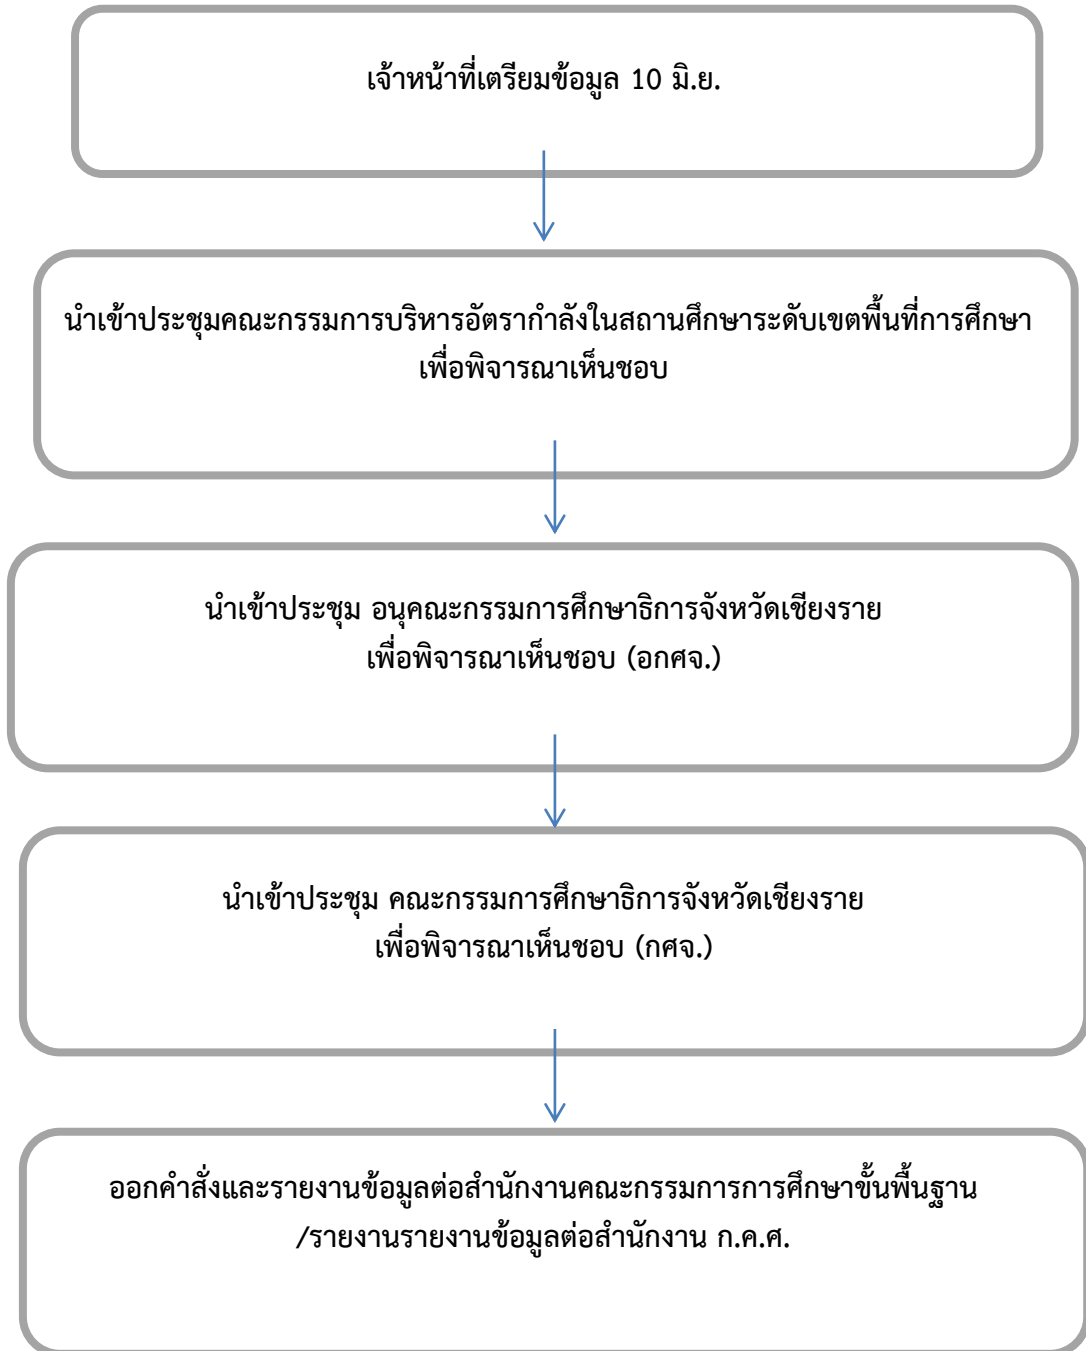 เจ้าหน้าที่เตรียมข้อมูล 10 มิ.ย.
นำเข้าประชุมคณะกรรมการบริหารอัตรากำลังในสถานศึกษาระดับเขตพื้นที่การศึกษา
เพื่อพิจารณาเห็นชอบ
นำเข้าประชุม อนุคณะกรรมการศึกษาธิการจังหวัดเชียงราย
เพื่อพิจารณาเห็นชอบ (อกศจ.)
นำเข้าประชุม คณะกรรมการศึกษาธิการจังหวัดเชียงราย
เพื่อพิจารณาเห็นชอบ (กศจ.)
ออกคำสั่งและรายงานข้อมูลต่อสำนักงานคณะกรรมการการศึกษาขั้นพื้นฐาน
/รายงานรายงานข้อมูลต่อสำนักงาน ก.ค.ศ.